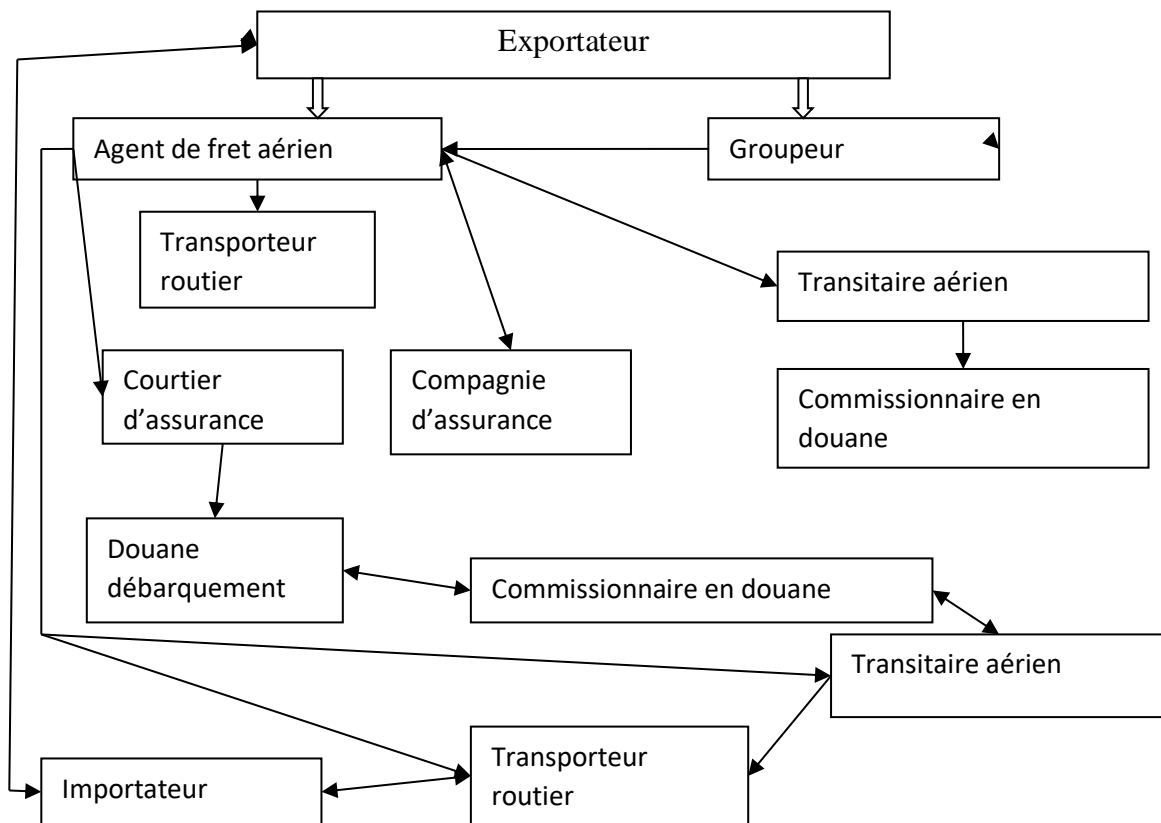 Exportateur
Agent de fret aérien
Groupeur
Transporteur
routier
Transitaire aérien
Courtier
d’assurance
Compagnie
d’assurance
Commissionnaire en
douane
Douane
débarquement
Commissionnaire en douane
Transitaire aérien
Transporteur
routier
Importateur